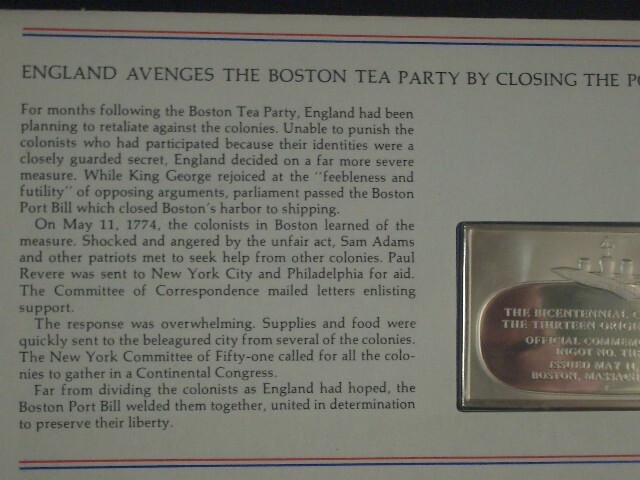 ENGLAND AVENGES THE BOSTON TEA PARTY BY CLOSING THE
For months following the Boston Tea Party, England had been
planning to retaliate against the colonies. Unable to punish the
colonists who had participated because their identities were a
closely guarded secret, England decided on a far more severe
measure. While King George rejoiced at the "feebleness and
futility" of opposing arguments, parliament passed the Boston
Port Bill which closed Boston's harbor to shipping.
On May 11, 1774, the colonists in Boston learned of the
measure. Shocked and angered by the unfair act, Sam Adams
and other patriots met to seek help from other colonies. Paul
Revere was sent to New York City and Philadelphia for aid.
The Committee of Correspondence mailed letters enlisting
support.
The response was overwhelming. Supplies and food were
quickly sent to the beleagured city from several of the colonies.
The New York Committee of Fifty-one called for all the colo-
nies to gather in a Continental Congress.
Far from dividing the colonists as England had hoped, the
Boston Port Bill welded them together, united in determination
to preserve their liberty.
THE BICENTENNIAL
THE THIRTEEN
OFFICIAL
INGOT NO.
ISSUED MAY 11,
BOSTON,